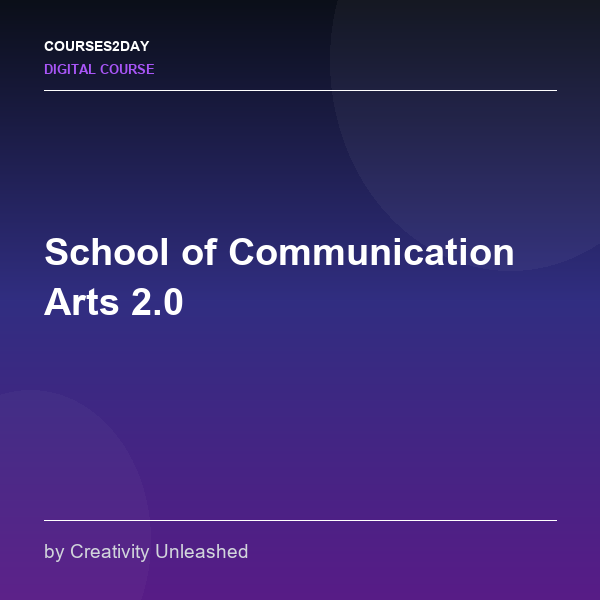 COURSES2DAY
DIGITAL COURSE
School of Communication
Arts 2.0
by Creativity Unleashed